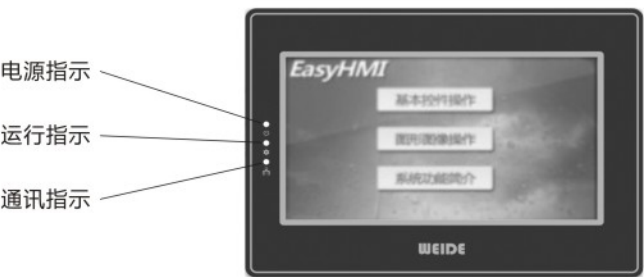 电源指示
运行指示
通讯指示
EasyHMI
基本控件操作
图形图像操作
系统功能简介
WEIDE